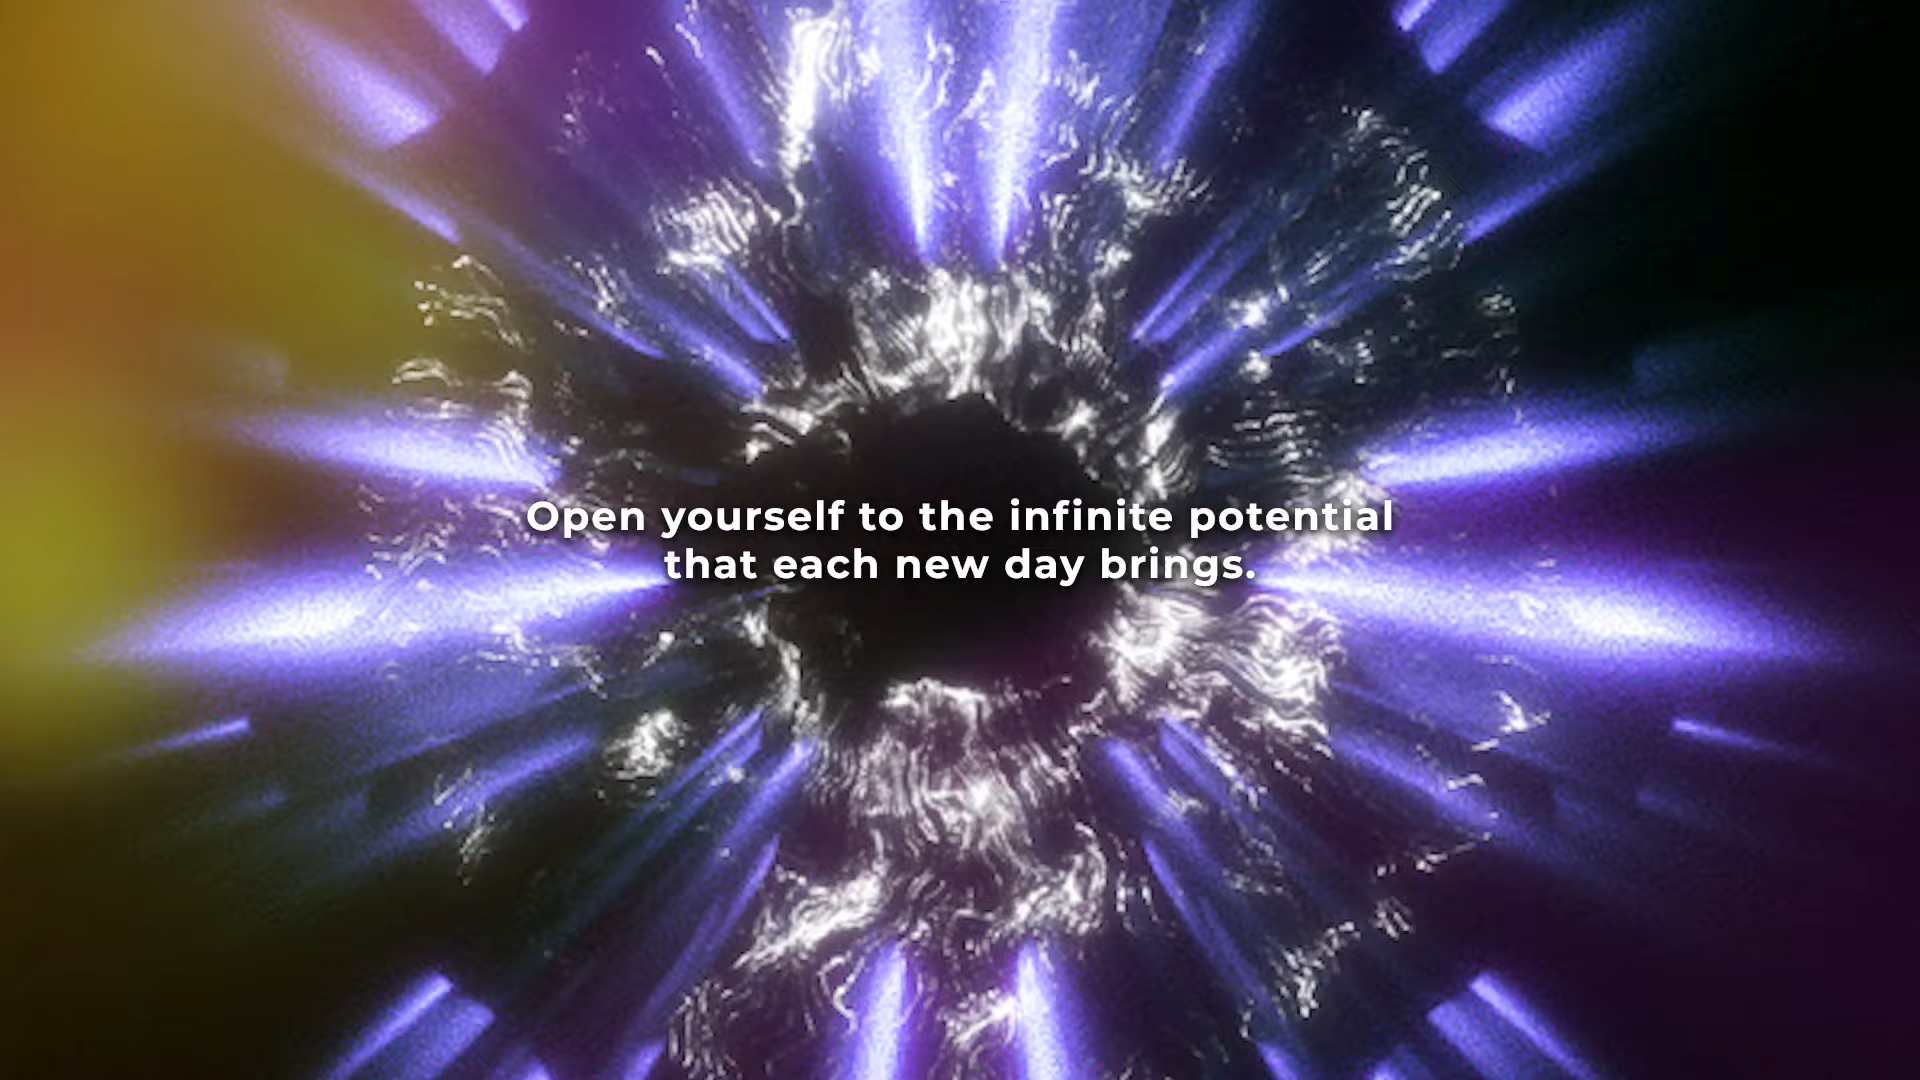 Open yourself to the infinite potential
that each new day brings.